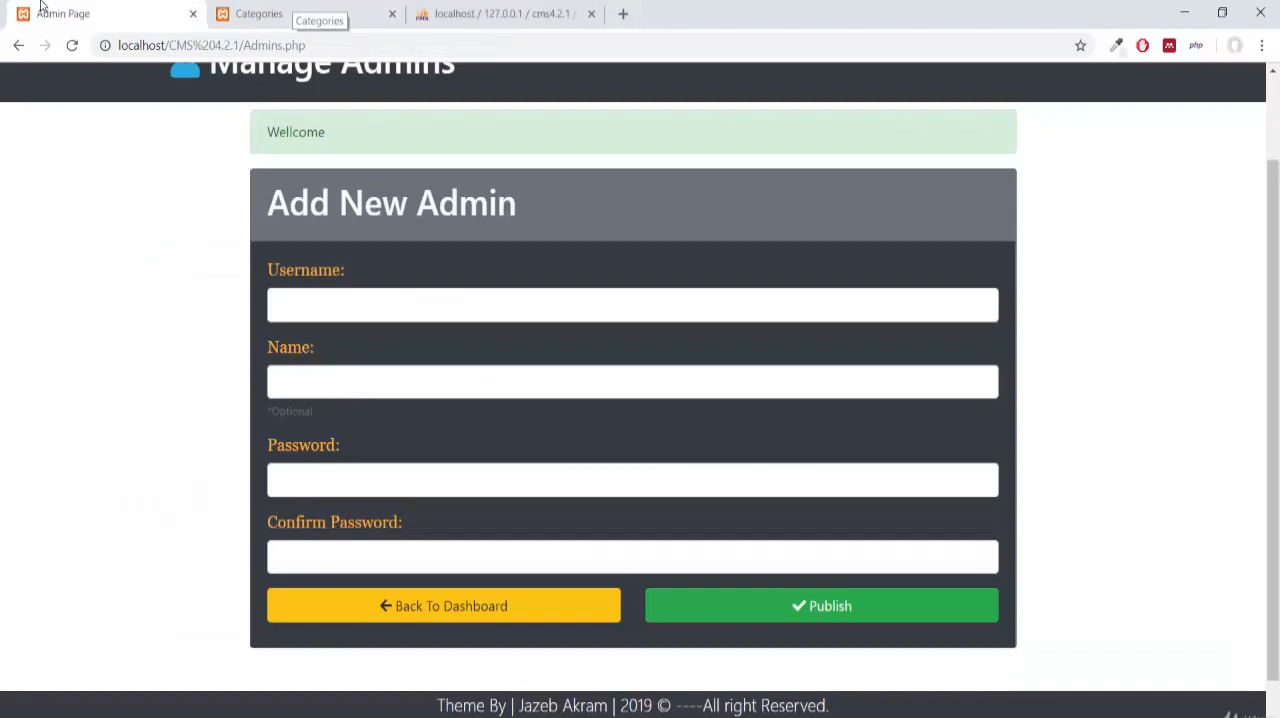 Admin Page
Categories
localhost / 127.0.0.1 / cms4.2.1 /
Categories
localhost/CMS%204.2.1/Admins.php
php
Manage Admins
Wellcome
Add New Admin
Username:
Name:
*Optional
Password:
Confirm Password:
Back To Dashboard
Publish
Theme By | Jazeb Akram | 2019 © ----All right Reserved.